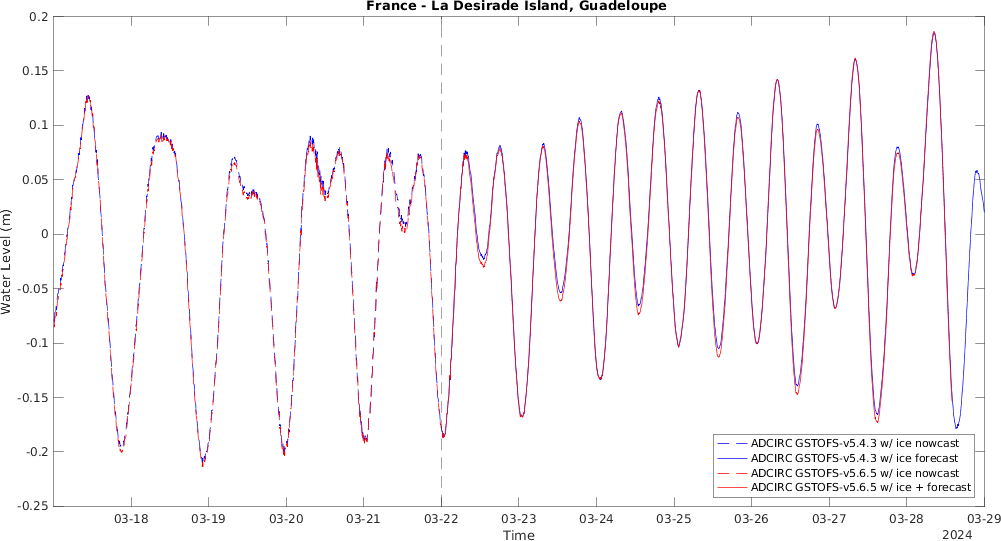 France - La Desirade Island, Guadeloupe
0.2
0.15
0.1
0.05
0
-0.05
-0.1
-0.15
-0.2
-0.25
Water Level (m)
ADCIRC GSTOFS-v5.4.3 w/ ice nowcast
ADCIRC GSTOFS-v5.4.3 w/ ice forecast
ADCIRC GSTOFS-v5.6.5 w/ ice nowcast
ADCIRC GSTOFS-v5.6.5 w/ ice + forecast
03-18 03-19 03-20 03-21 03-22 03-23 03-24 03-25 03-26 03-27 03-28 03-29
Time
2024